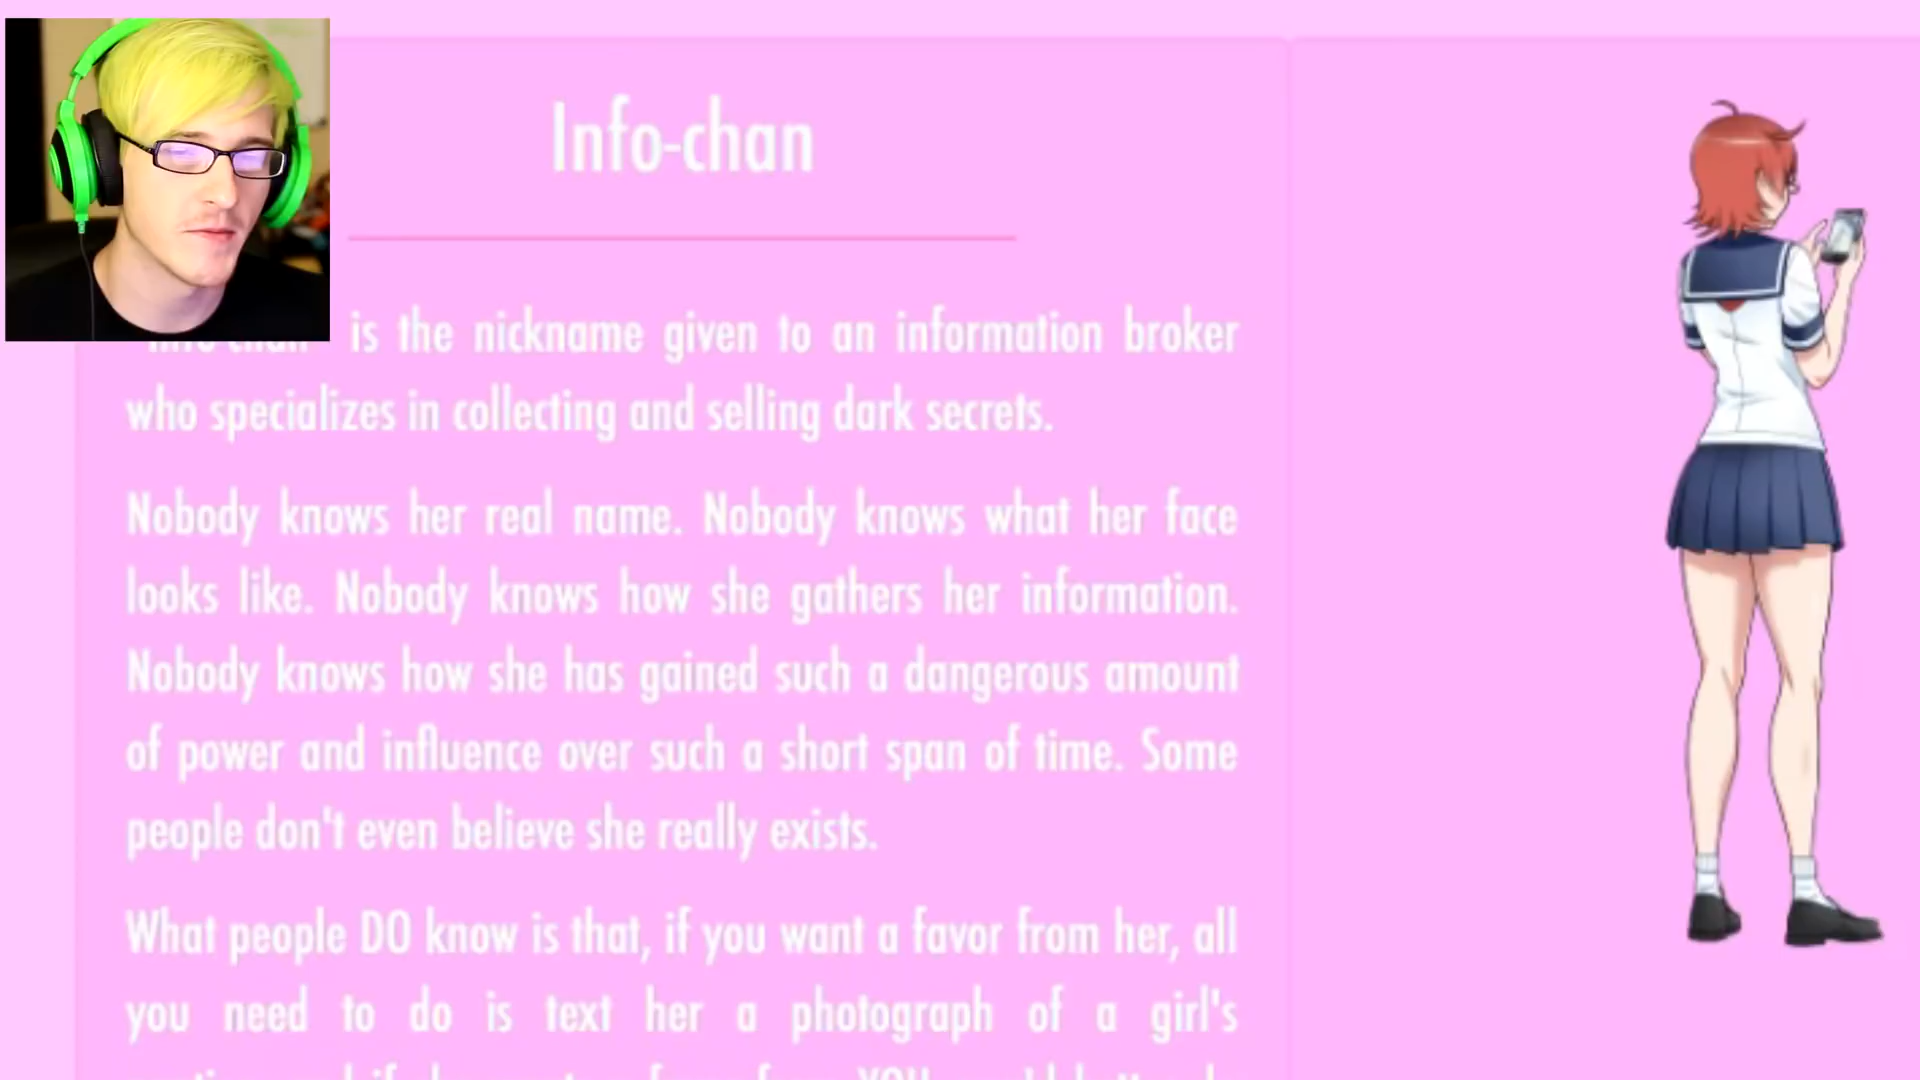 Info-chan
is the nickname given to an information broker
who specializes in collecting and selling dark secrets.
Nobody knows her real name. Nobody knows what her face
looks like. Nobody knows how she gathers her information.
Nobody knows how she has gained such a dangerous amount
of power and influence over such a short span of time. Some
people don't even believe she really exists.
What people DO know is that, if you want a favor from her, all
you need to do is text her a photograph of a girl's